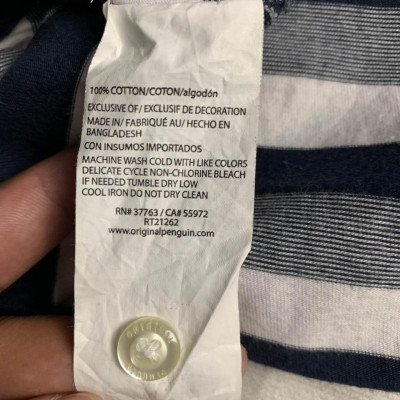 100% COTTON/COTON/algodón
EXCLUSIVE OF/ EXCLUSIF DE DECORATION
MADE IN/ FABRIQUÉ AU/ HECHO EN
BANGLADESH
CON INSUMOS IMPORTADOS
MACHINE WASH COLD WITH LIKE COLORS
DELICATE CYCLE NON-CHLORINE BLEACH
IF NEEDED TUMBLE DRY LOW
COOL IRON DO NOT DRY CLEAN
RN# 37763 / CA# 55972
RT21262
www.originalpenguin.com
ORIGINAL
PENGUIN